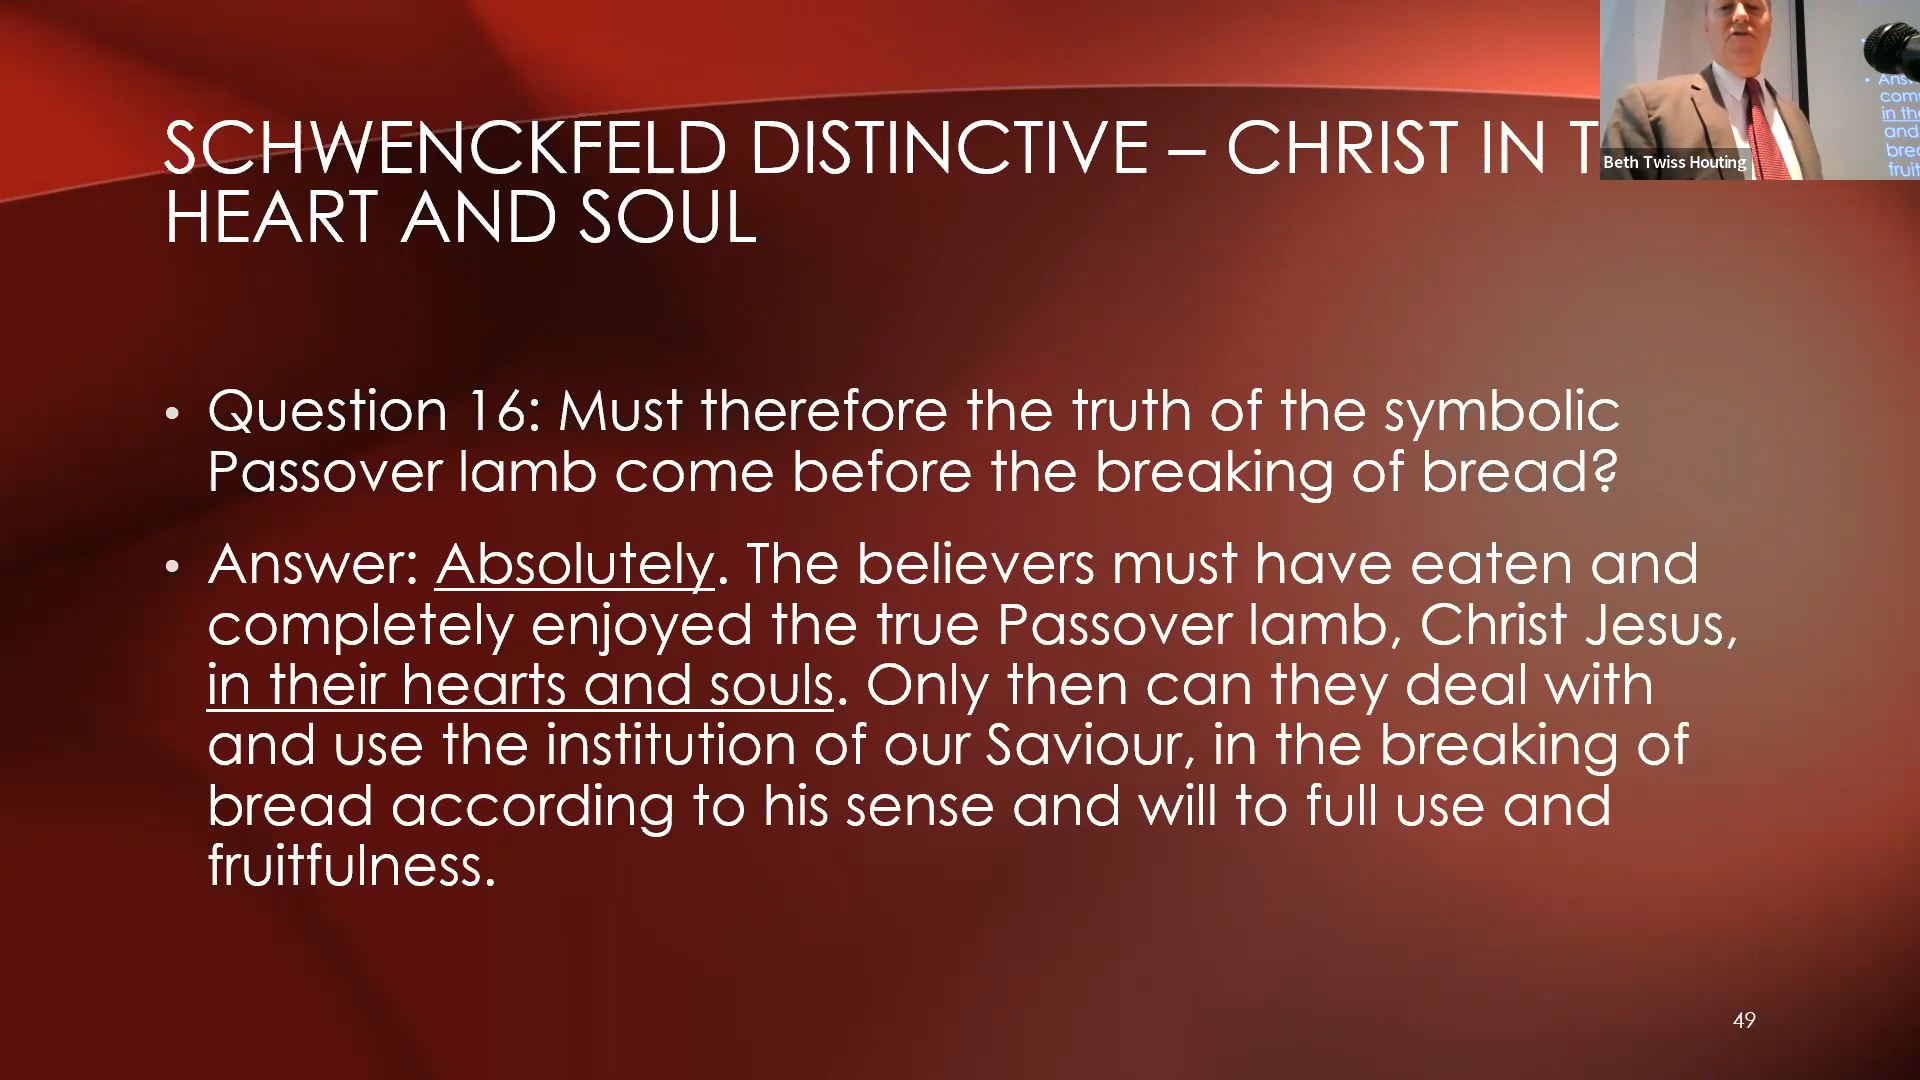 SCHWENCKFELD DISTINCTIVE – CHRIST IN T
HEART AND SOUL
Beth Twiss Houting
• Question 16: Must therefore the truth of the symbolic
Passover lamb come before the breaking of bread?
• Answer: Absolutely. The believers must have eaten and
completely enjoyed the true Passover lamb, Christ Jesus,
in their hearts and souls. Only then can they deal with
and use the institution of our Saviour, in the breaking of
bread according to his sense and will to full use and
fruitfulness.
49